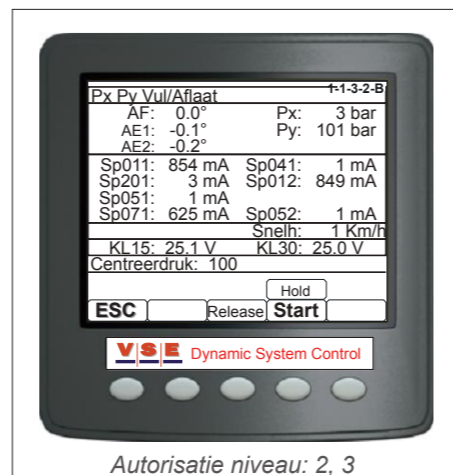 1-1-3-2-B
Px Py Vul/Aflaat
AF: 0.0° Px: 3 bar
AE1: -0.1° Py: 101 bar
AE2: -0.2°
Sp011: 854 mA Sp041: 1 mA
Sp201: 3 mA Sp012: 849 mA
Sp051: 1 mA
Sp071: 625 mA Sp052: 1 mA
Snelh: 1 Km/h
KL15: 25.1 V KL30: 25.0 V
Centreerdruk: 100
Hold
ESC Release Start
VSE Dynamic System Control
Autorisatie niveau: 2, 3